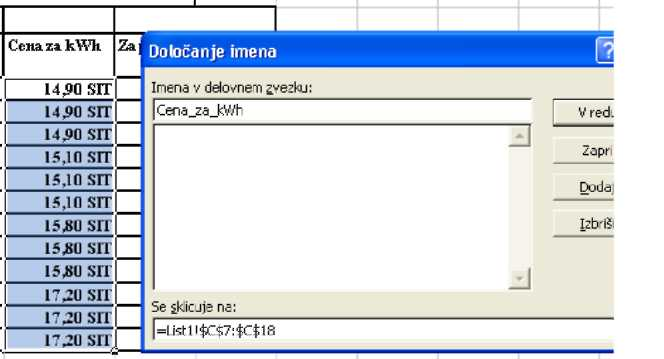 Cena za kWh
Za
Določanje imena
?
14,90 SIT
14,90 SIT
14,90 SIT
15,10 SIT
15,10 SIT
15,10 SIT
15,80 SIT
15,80 SIT
15,80 SIT
17,20 SIT
17,20 SIT
17,20 SIT
Imena v delovnem zvezku:
Cena_za_kWh
V redu
Zapri
Dodaj
Izbriš
Se sklicuje na:
=List1!$C$7:$C$18